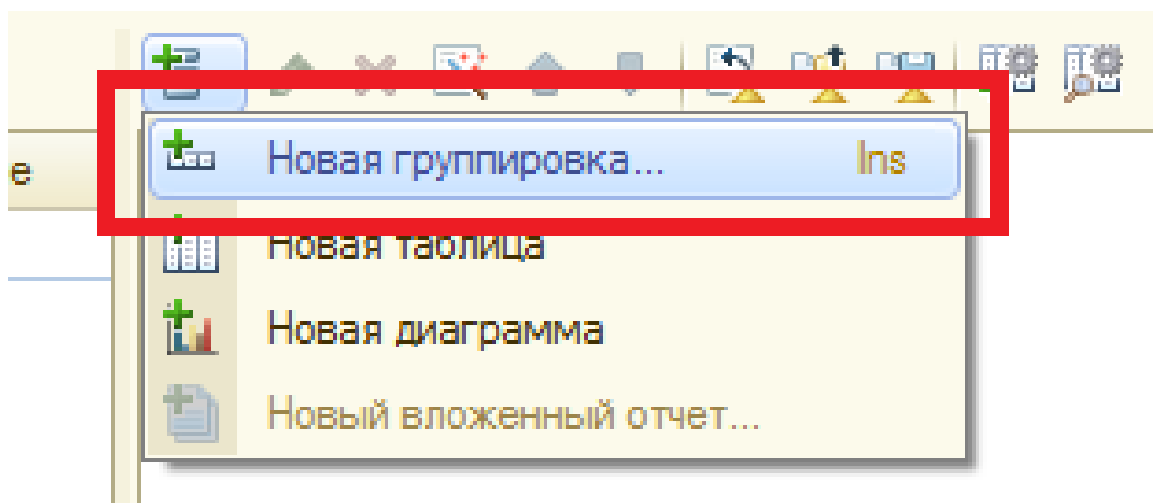 е
Новая группировка... Ins
Новая таблица
Новая диаграмма
Новый вложенный отчет...